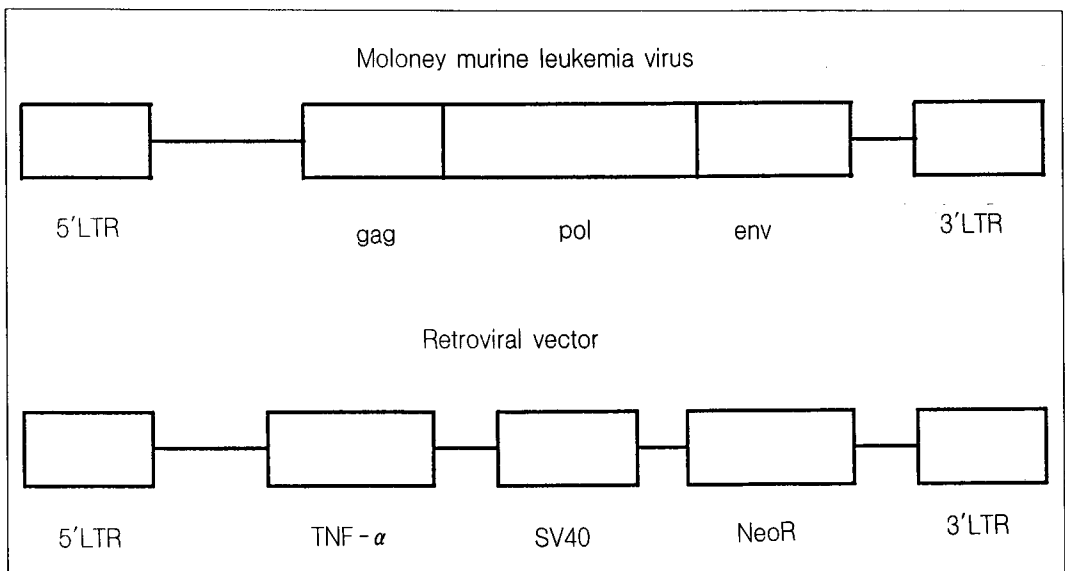 Moloney murine leukemia virus
5'LTR gag pol env 3'LTR
Retroviral vector
5'LTR TNF-α SV40 NeoR 3'LTR